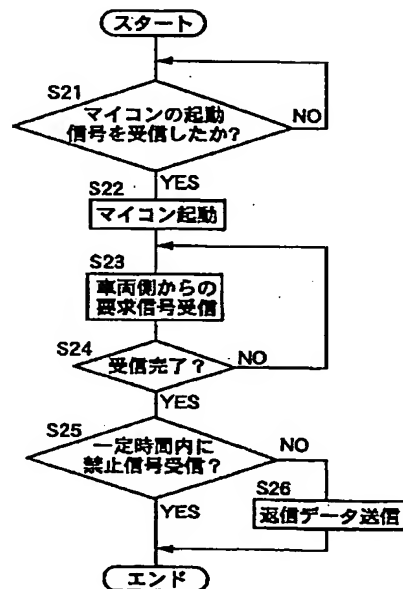 スタート
S21
マイコンの起動
信号を受信したか?
NO
YES
S22
マイコン起動
S23
車両側からの
要求信号受信
S24
受信完了?
NO
YES
S25
一定時間内に
禁止信号受信?
NO
YES
S26
返信データ送信
エンド